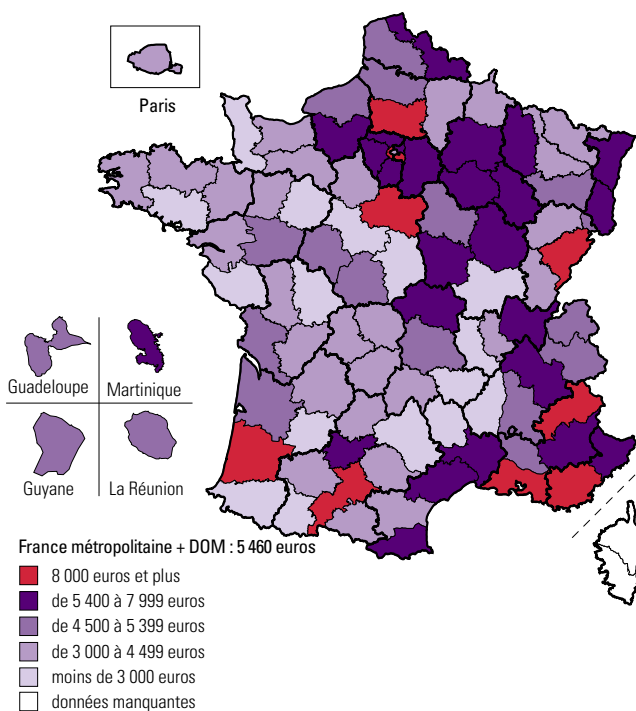 Paris
Guadeloupe
Martinique
Guyane
La Réunion
France métropolitaine + DOM : 5 460 euros
8 000 euros et plus
de 5 400 à 7 999 euros
de 4 500 à 5 399 euros
de 3 000 à 4 499 euros
moins de 3 000 euros
données manquantes